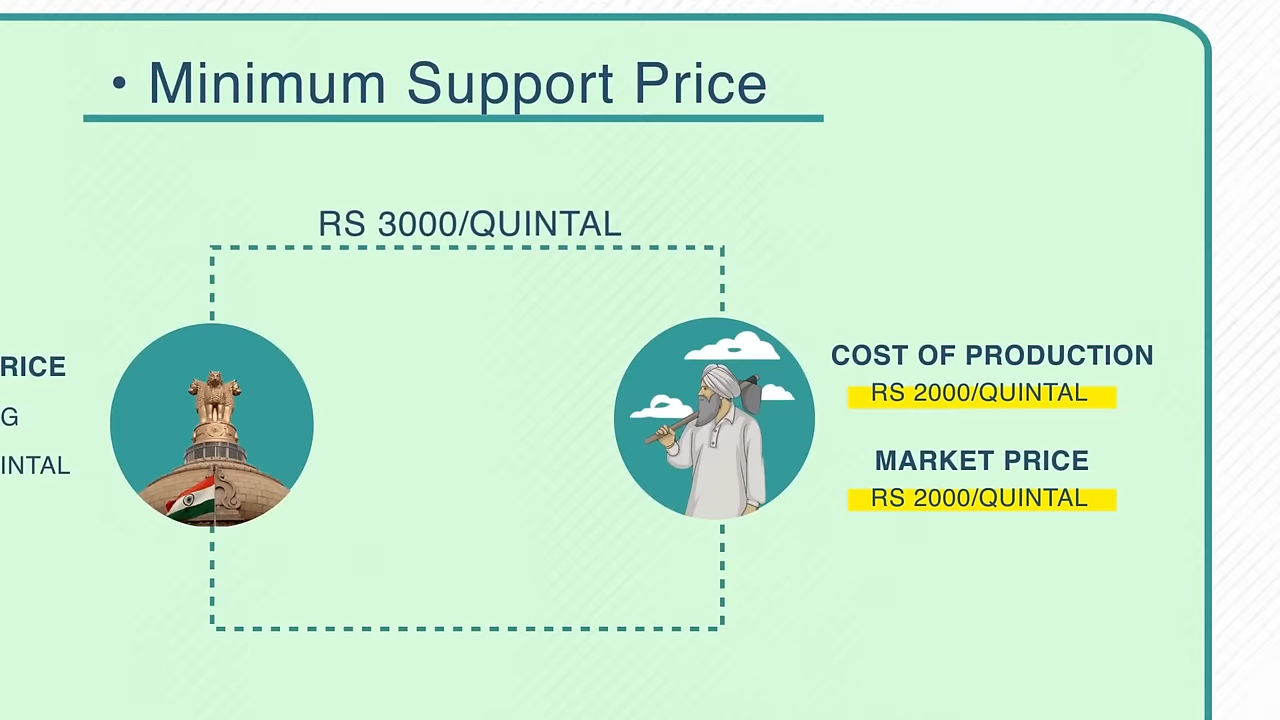 • Minimum Support Price
RS 3000/QUINTAL
RICE
G
INTAL
COST OF PRODUCTION
RS 2000/QUINTAL
MARKET PRICE
RS 2000/QUINTAL